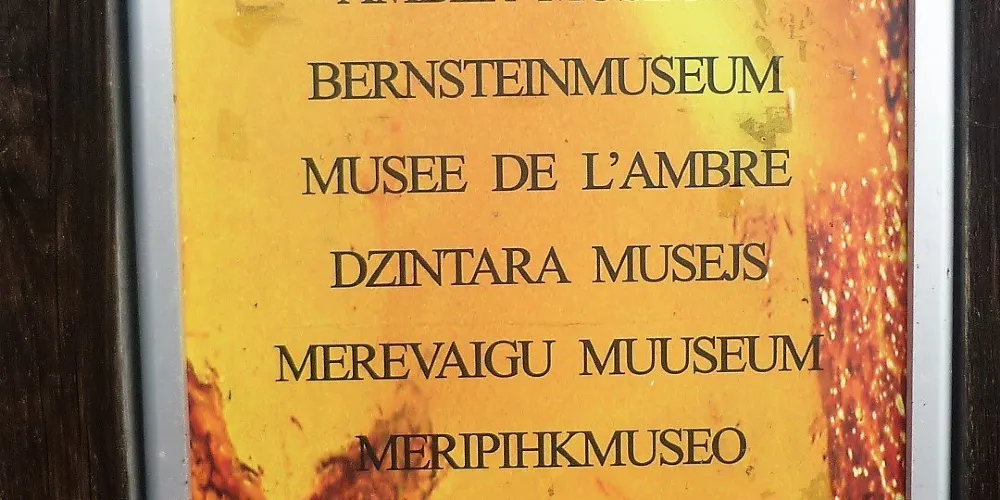 BERNSTEINMUSEUM
MUSEE DE L'AMBRE
DZINTARA MUSEJS
MEREVAIGU MUUSEUM
MERIPIHKMUSEO